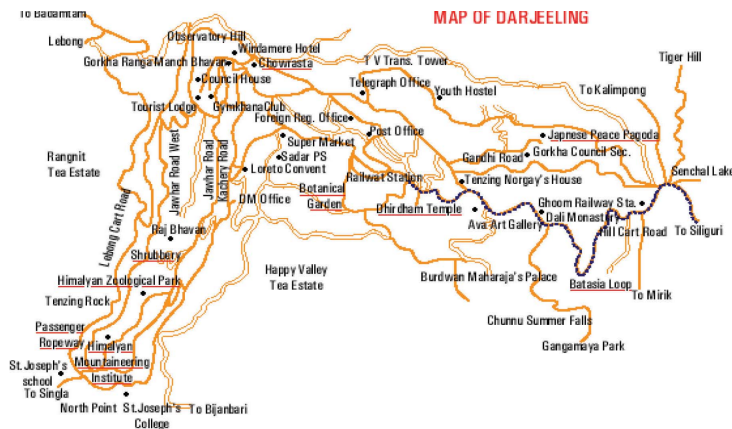 To Badamtam
MAP OF DARJEELING
Lebong
Observatory Hill
Windamere Hotel
Gorkha Ranga Manch Bhavan
Chowrasta
T V Trans. Tower
Tiger Hill
Council House
Telegraph Office
Youth Hostel
To Kalimpong
Tourist Lodge
GymkhanaClub
Foreign Reg. Office
Post Office
Japnese Peace Pagoda
Super Market
Gorkha Council Sec.
Sadar PS
Gandhi Road
Rangnit
Tea Estate
Jawhar Road West
Jawhar Road
Kachery Road
Loreto Convent
Railwat Station
Senchal Lake
Tenzing Norgay's House
Botanical
Garden
DM Office
Dhirdham Temple
Ghoom Railway Sta.
Dali Monastry
Ava Art Gallery
Hill Cart Road
To Siliguri
Lebong Cart Road
Raj Bhavan
Shrubbery
Happy Valley
Tea Estate
Burdwan Maharaja's Palace
Batasia Loop
To Mirik
Himalyan Zoological Park
Tenzing Rock
Chunnu Summer Falls
Passenger
Ropeway
Himalyan
Mountaineering
Institute
Gangamaya Park
St.Joseph's
school
To Singla
North Point
St.Joseph's
College
To Bijanbari